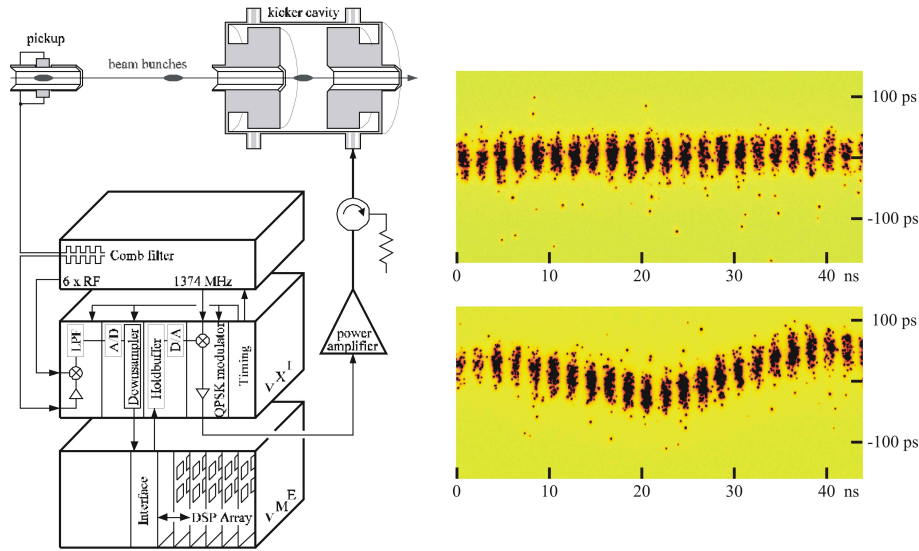 kicker cavity
pickup
beam bunches
Comb filter
6 x RF
1374 MHz
LPF
A/D
Downsampler
Holdbuffer
D/A
QPSK modulator
Timing
V X I
power
amplifier
Interface
DSP Array
V M E
100 ps
-100 ps
0 10 20 30 40 ns
100 ps
-100 ps
0 10 20 30 40 ns